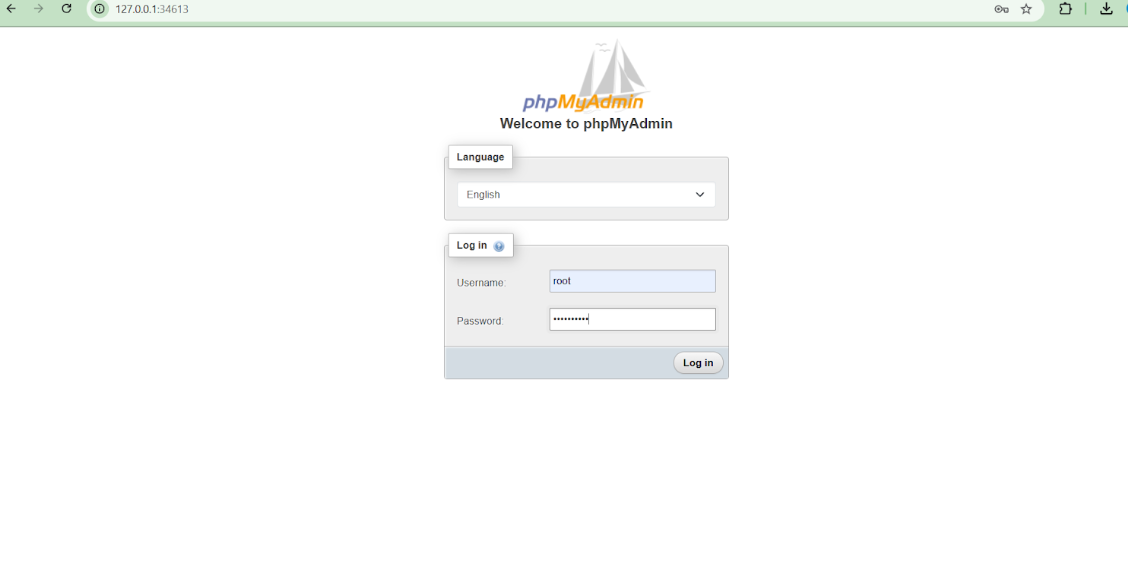 127.0.0.1:34613
phpMyAdmin
Welcome to phpMyAdmin
Language
English
Log in
Username: root
Password: ••••••••••
Log in